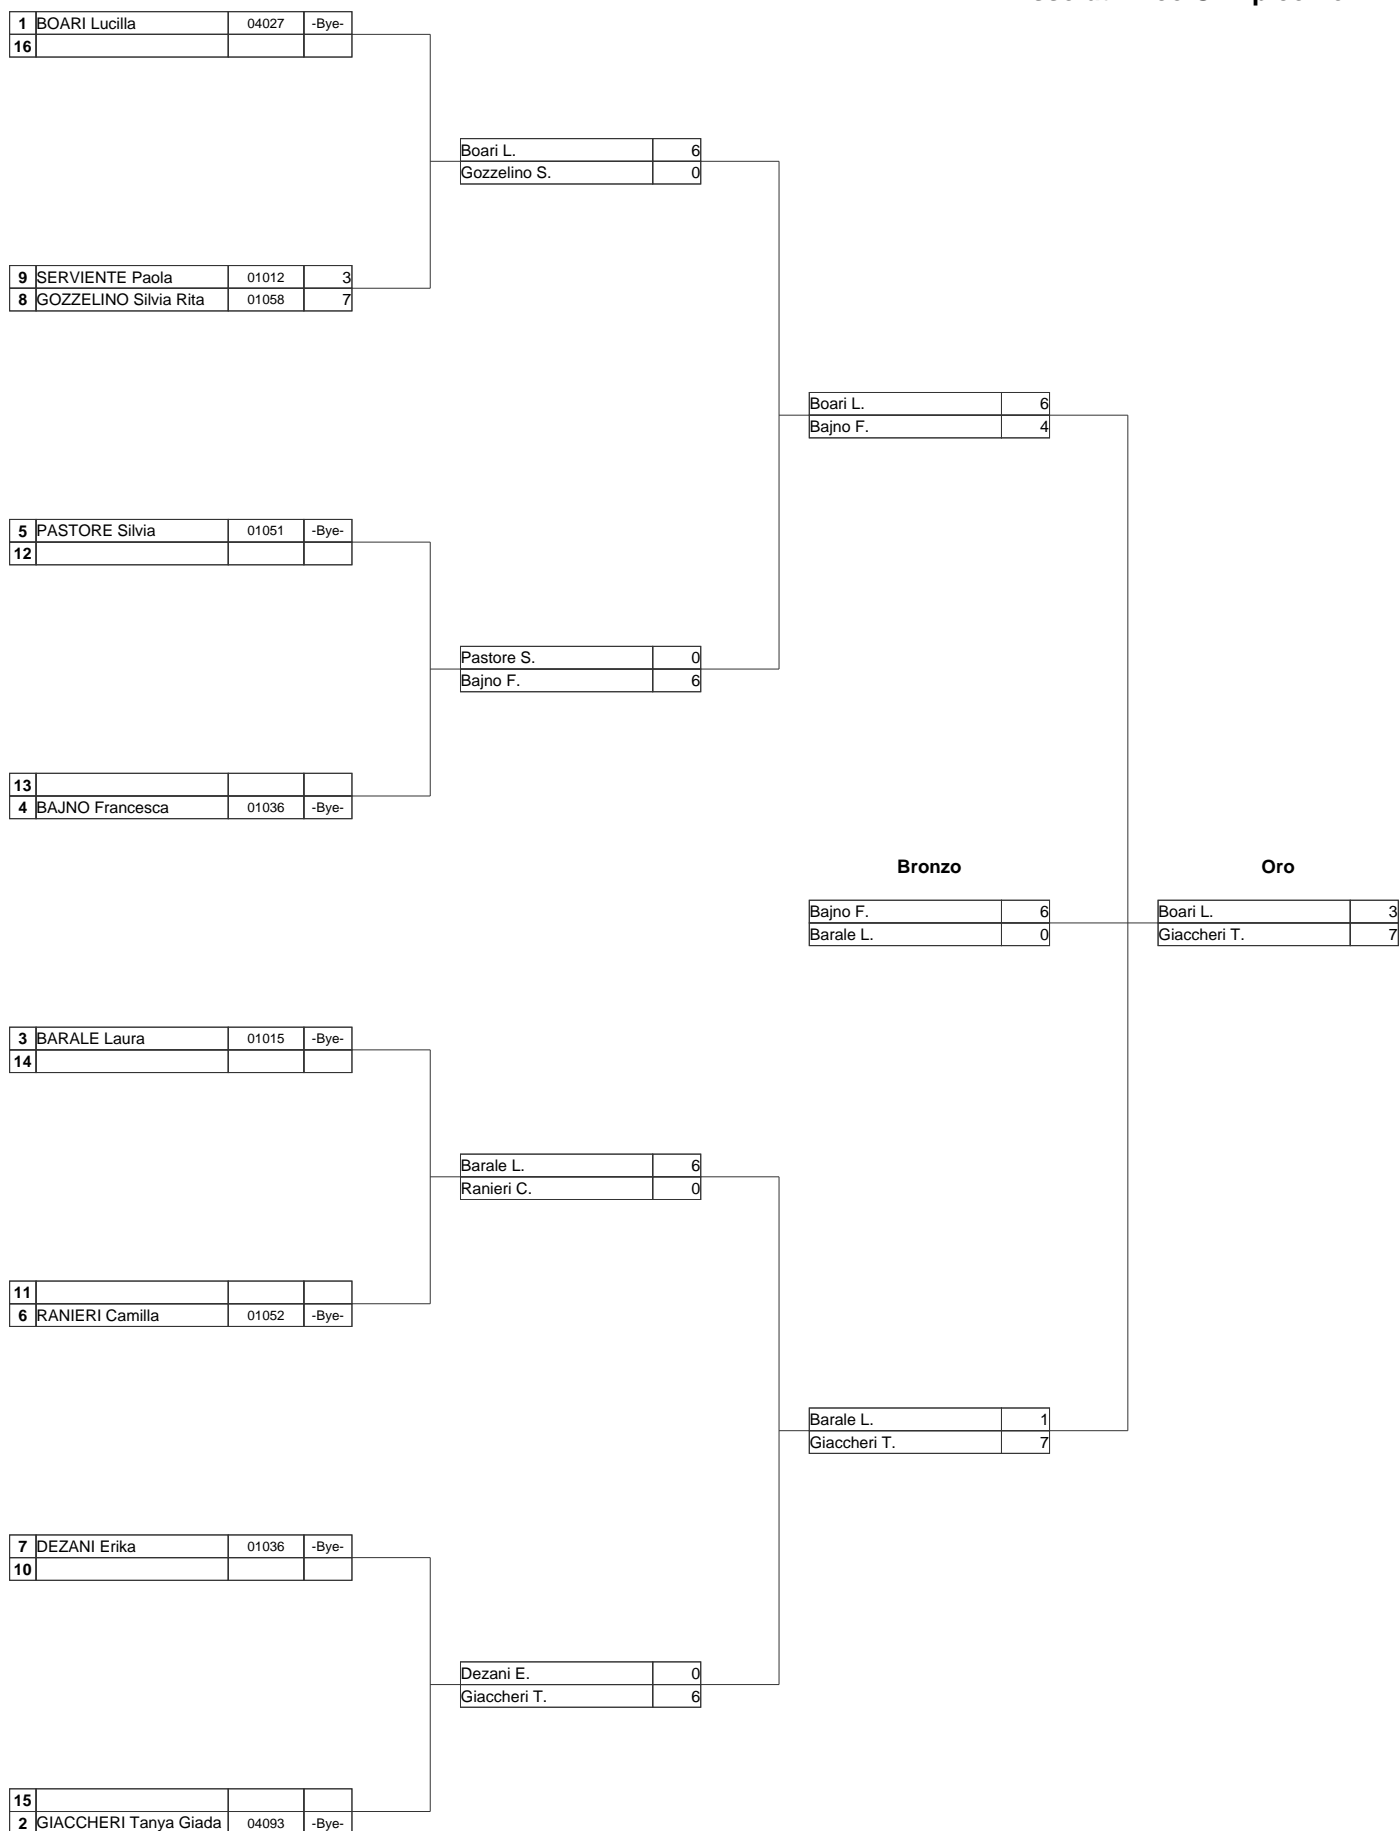 1 BOARI Lucilla 04027 -Bye-
16
Boari L. 6
Gozzelino S. 0
9 SERVIENTE Paola 01012 3
8 GOZZELINO Silvia Rita 01058 7
Boari L. 6
Bajno F. 4
5 PASTORE Silvia 01051 -Bye-
12
Pastore S. 0
Bajno F. 6
13
4 BAJNO Francesca 01036 -Bye-
Bronzo Oro
Bajno F. 6 Boari L. 3
Barale L. 0 Giaccheri T. 7
3 BARALE Laura 01015 -Bye-
14
Barale L. 6
Ranieri C. 0
11
6 RANIERI Camilla 01052 -Bye-
Barale L. 1
Giaccheri T. 7
7 DEZANI Erika 01036 -Bye-
10
Dezani E. 0
Giaccheri T. 6
15
2 GIACCHERI Tanya Giada 04093 -Bye-